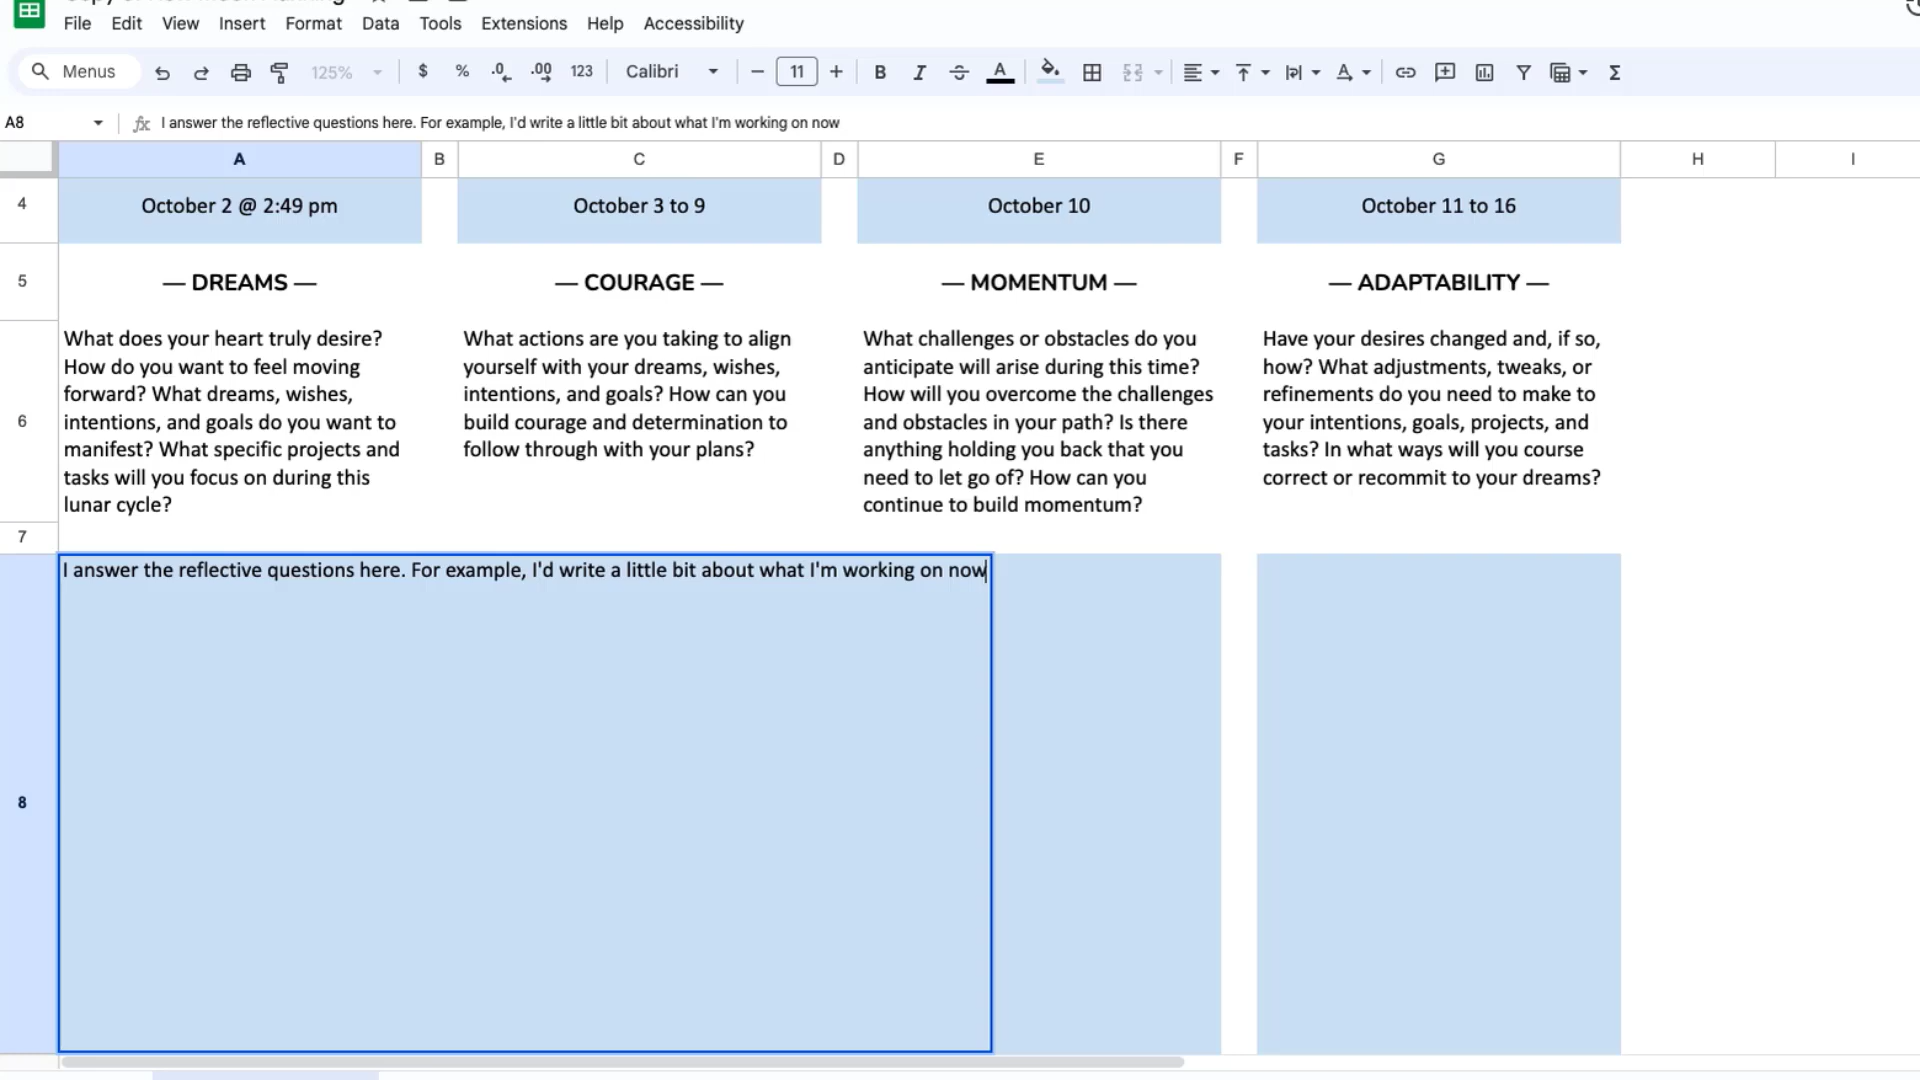 File Edit View Insert Format Data Tools Extensions Help Accessibility
Menus 125% $ % .0 .00 123 Calibri 11 B I A Σ
A8 fx I answer the reflective questions here. For example, I'd write a little bit about what I'm working on now
A B C D E F G H I
4 October 2 @ 2:49 pm October 3 to 9 October 10 October 11 to 16
5 — DREAMS — — COURAGE — — MOMENTUM — — ADAPTABILITY —
6
What does your heart truly desire?
How do you want to feel moving
forward? What dreams, wishes,
intentions, and goals do you want to
manifest? What specific projects and
tasks will you focus on during this
lunar cycle?
What actions are you taking to align
yourself with your dreams, wishes,
intentions, and goals? How can you
build courage and determination to
follow through with your plans?
What challenges or obstacles do you
anticipate will arise during this time?
How will you overcome the challenges
and obstacles in your path? Is there
anything holding you back that you
need to let go of? How can you
continue to build momentum?
Have your desires changed and, if so,
how? What adjustments, tweaks, or
refinements do you need to make to
your intentions, goals, projects, and
tasks? In what ways will you course
correct or recommit to your dreams?
7
8
I answer the reflective questions here. For example, I'd write a little bit about what I'm working on now